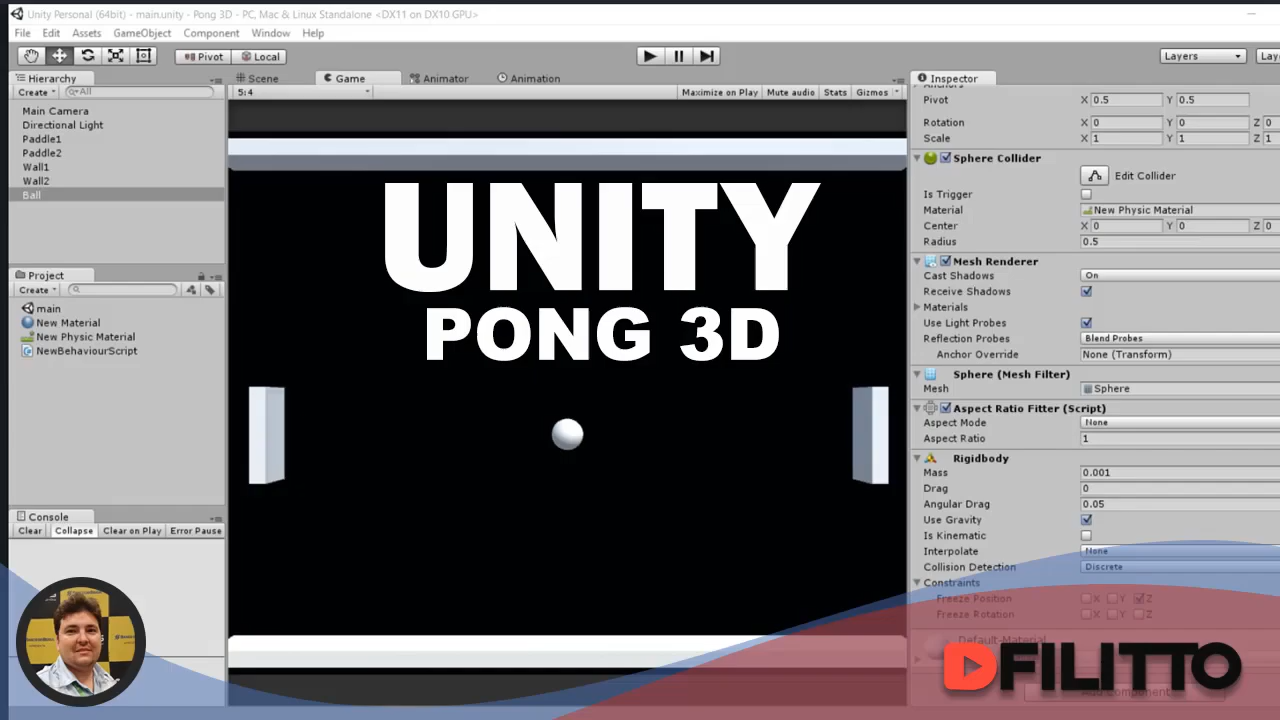 Unity Personal (64bit) - main.unity - Pong 3D - PC, Mac & Linux Standalone <DX11 on DX10 GPU>
File Edit Assets GameObject Component Window Help
Pivot Local Layers Lay
Hierarchy
Create All
Main Camera
Directional Light
Paddle1
Paddle2
Wall1
Wall2
Ball
Project
Create
main
New Material
New Physic Material
NewBehaviourScript
Console
Clear Collapse Clear on Play Error Pause
Scene Game Animator Animation
5:4 Maximize on Play Mute audio Stats Gizmos
UNITY
PONG 3D
Inspector
Anchors
Pivot X 0.5 Y 0.5
Rotation X 0 Y 0 Z 0
Scale X 1 Y 1 Z 1
Sphere Collider
Edit Collider
Is Trigger
Material New Physic Material
Center X 0 Y 0 Z 0
Radius 0.5
Mesh Renderer
Cast Shadows On
Receive Shadows
Materials
Use Light Probes
Reflection Probes Blend Probes
Anchor Override None (Transform)
Sphere (Mesh Filter)
Mesh Sphere
Aspect Ratio Fitter (Script)
Aspect Mode None
Aspect Ratio 1
Rigidbody
Mass 0.001
Drag 0
Angular Drag 0.05
Use Gravity
Is Kinematic
Interpolate None
Collision Detection Discrete
Constraints
Freeze Position X Y Z
Freeze Rotation X Y Z
Default-Material
Add Component
DFILITTO